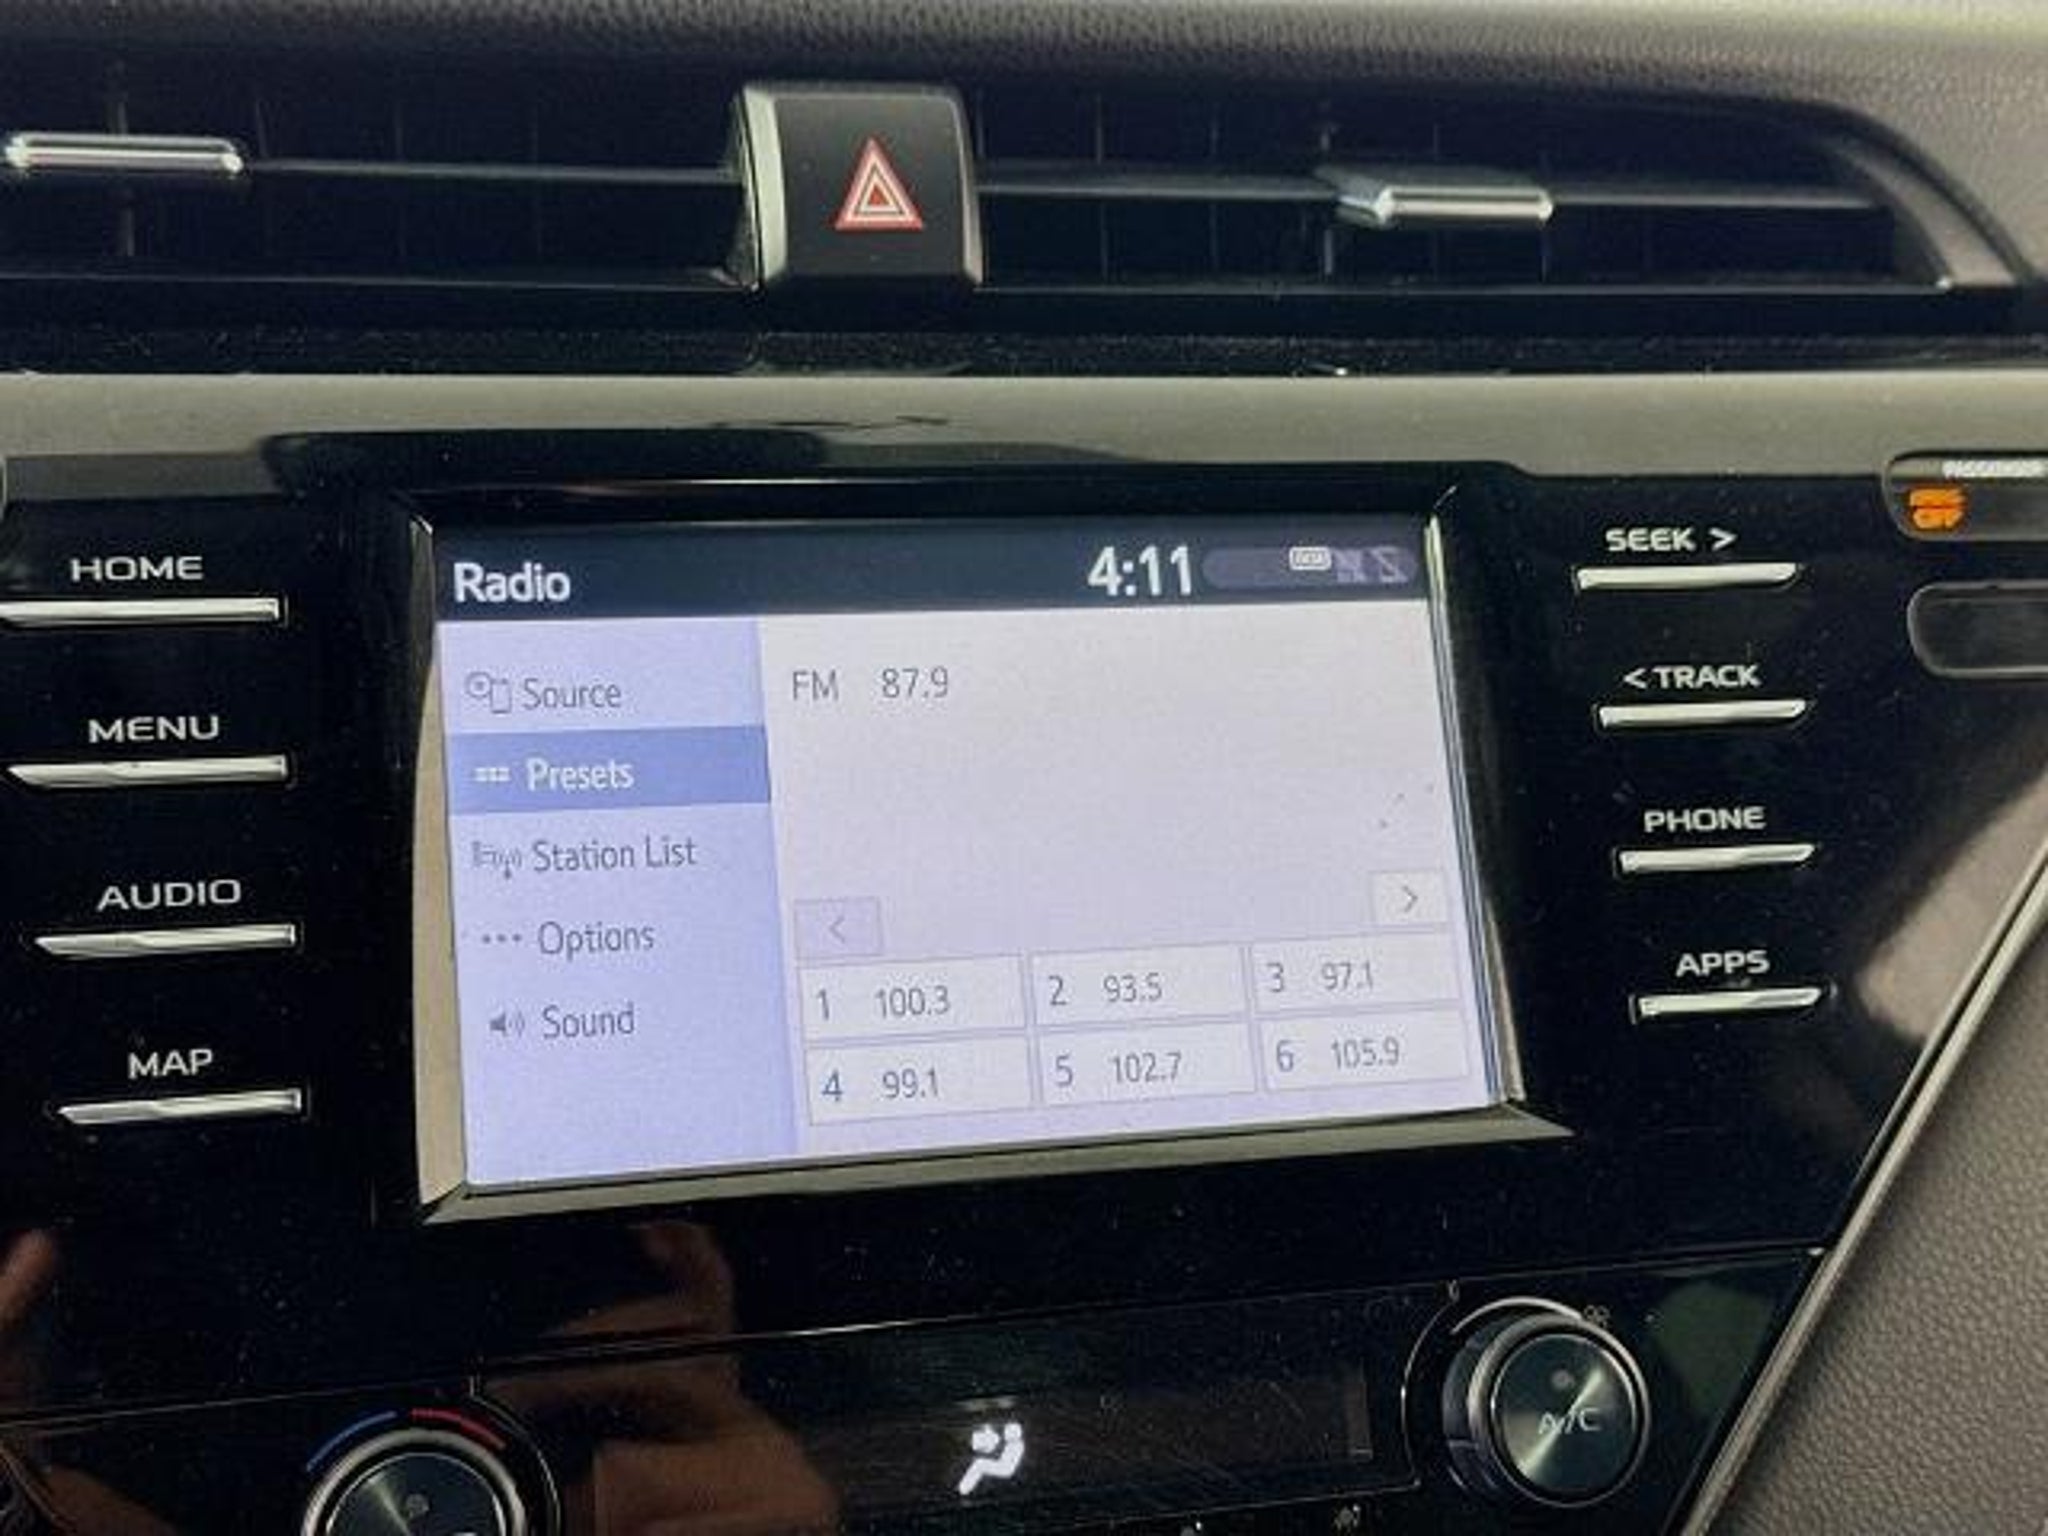 HOME
MENU
AUDIO
MAP
Radio
4:11
Source
Presets
Station List
Options
Sound
FM 87.9
<
>
1 100.3
2 93.5
3 97.1
4 99.1
5 102.7
6 105.9
SEEK >
< TRACK
PHONE
APPS
PASSENGER
A/C